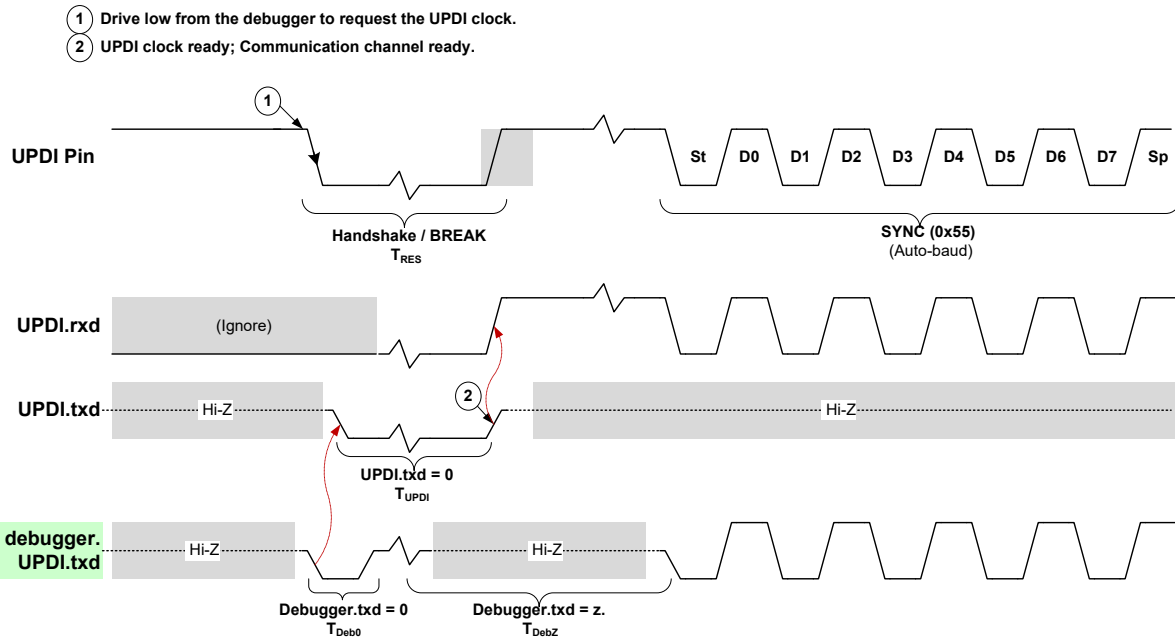 1 Drive low from the debugger to request the UPDI clock.
2 UPDI clock ready; Communication channel ready.
1
UPDI Pin
St D0 D1 D2 D3 D4 D5 D6 D7 Sp
Handshake / BREAK
TRES
SYNC (0x55)
(Auto-baud)
UPDI.rxd
(Ignore)
2
UPDI.txd
Hi-Z
Hi-Z
UPDI.txd = 0
TUPDI
debugger.
UPDI.txd
Hi-Z
Hi-Z
Debugger.txd = 0
TDeb0
Debugger.txd = z.
TDebZ